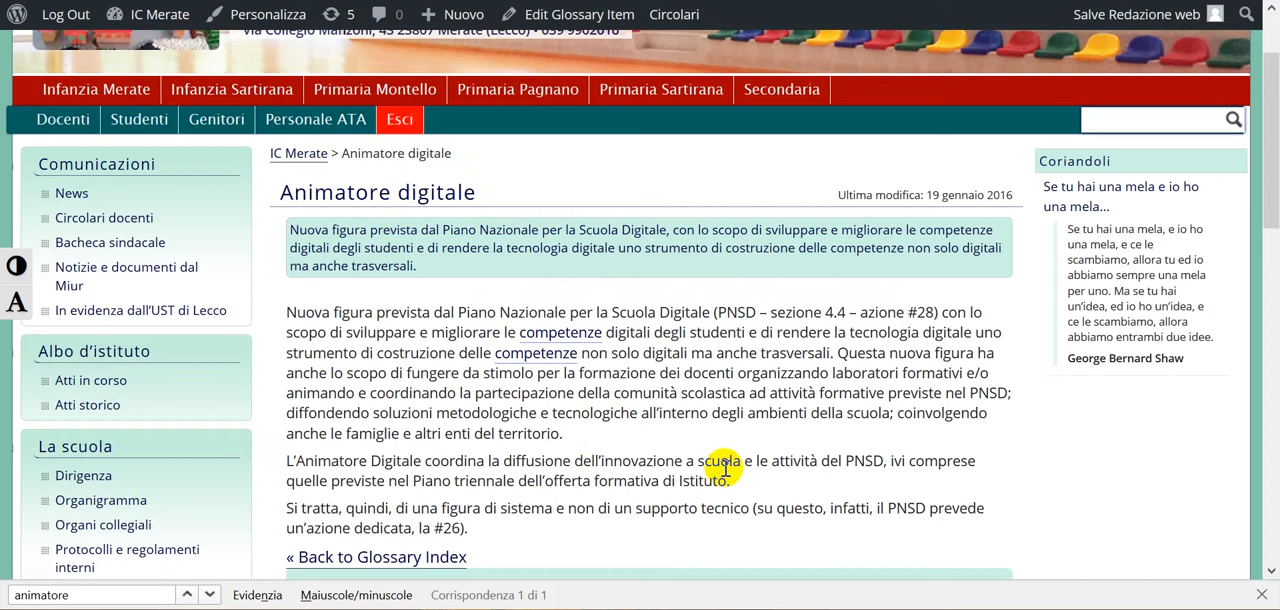 Log Out IC Merate Personalizza 5 0 Nuovo Edit Glossary Item Circolari Salve Redazione web
Via Collegio Manzoni, 43 23807 Merate (Lecco) • 039 9902016
Infanzia Merate Infanzia Sartirana Primaria Montello Primaria Pagnano Primaria Sartirana Secondaria
Docenti Studenti Genitori Personale ATA Esci
Comunicazioni
News
Circolari docenti
Bacheca sindacale
Notizie e documenti dal
Miur
In evidenza dall’UST di Lecco
Albo d’istituto
Atti in corso
Atti storico
La scuola
Dirigenza
Organigramma
Organi collegiali
Protocolli e regolamenti
interni
IC Merate > Animatore digitale
Animatore digitale
Ultima modifica: 19 gennaio 2016
Nuova figura prevista dal Piano Nazionale per la Scuola Digitale, con lo scopo di sviluppare e migliorare le competenze
digitali degli studenti e di rendere la tecnologia digitale uno strumento di costruzione delle competenze non solo digitali
ma anche trasversali.
Nuova figura prevista dal Piano Nazionale per la Scuola Digitale (PNSD – sezione 4.4 – azione #28) con lo
scopo di sviluppare e migliorare le competenze digitali degli studenti e di rendere la tecnologia digitale uno
strumento di costruzione delle competenze non solo digitali ma anche trasversali. Questa nuova figura ha
anche lo scopo di fungere da stimolo per la formazione dei docenti organizzando laboratori formativi e/o
animando e coordinando la partecipazione della comunità scolastica ad attività formative previste nel PNSD;
diffondendo soluzioni metodologiche e tecnologiche all’interno degli ambienti della scuola; coinvolgendo
anche le famiglie e altri enti del territorio.
L’Animatore Digitale coordina la diffusione dell’innovazione a scuola e le attività del PNSD, ivi comprese
quelle previste nel Piano triennale dell’offerta formativa di Istituto.
Si tratta, quindi, di una figura di sistema e non di un supporto tecnico (su questo, infatti, il PNSD prevede
un’azione dedicata, la #26).
« Back to Glossary Index
Coriandoli
Se tu hai una mela e io ho
una mela...
Se tu hai una mela, e io ho
una mela, e ce le
scambiamo, allora tu ed io
abbiamo sempre una mela
per uno. Ma se tu hai
un’idea, ed io ho un’idea, e
ce le scambiamo, allora
abbiamo entrambi due idee.
George Bernard Shaw
A
animatore Evidenzia Maiuscole/minuscole Corrispondenza 1 di 1